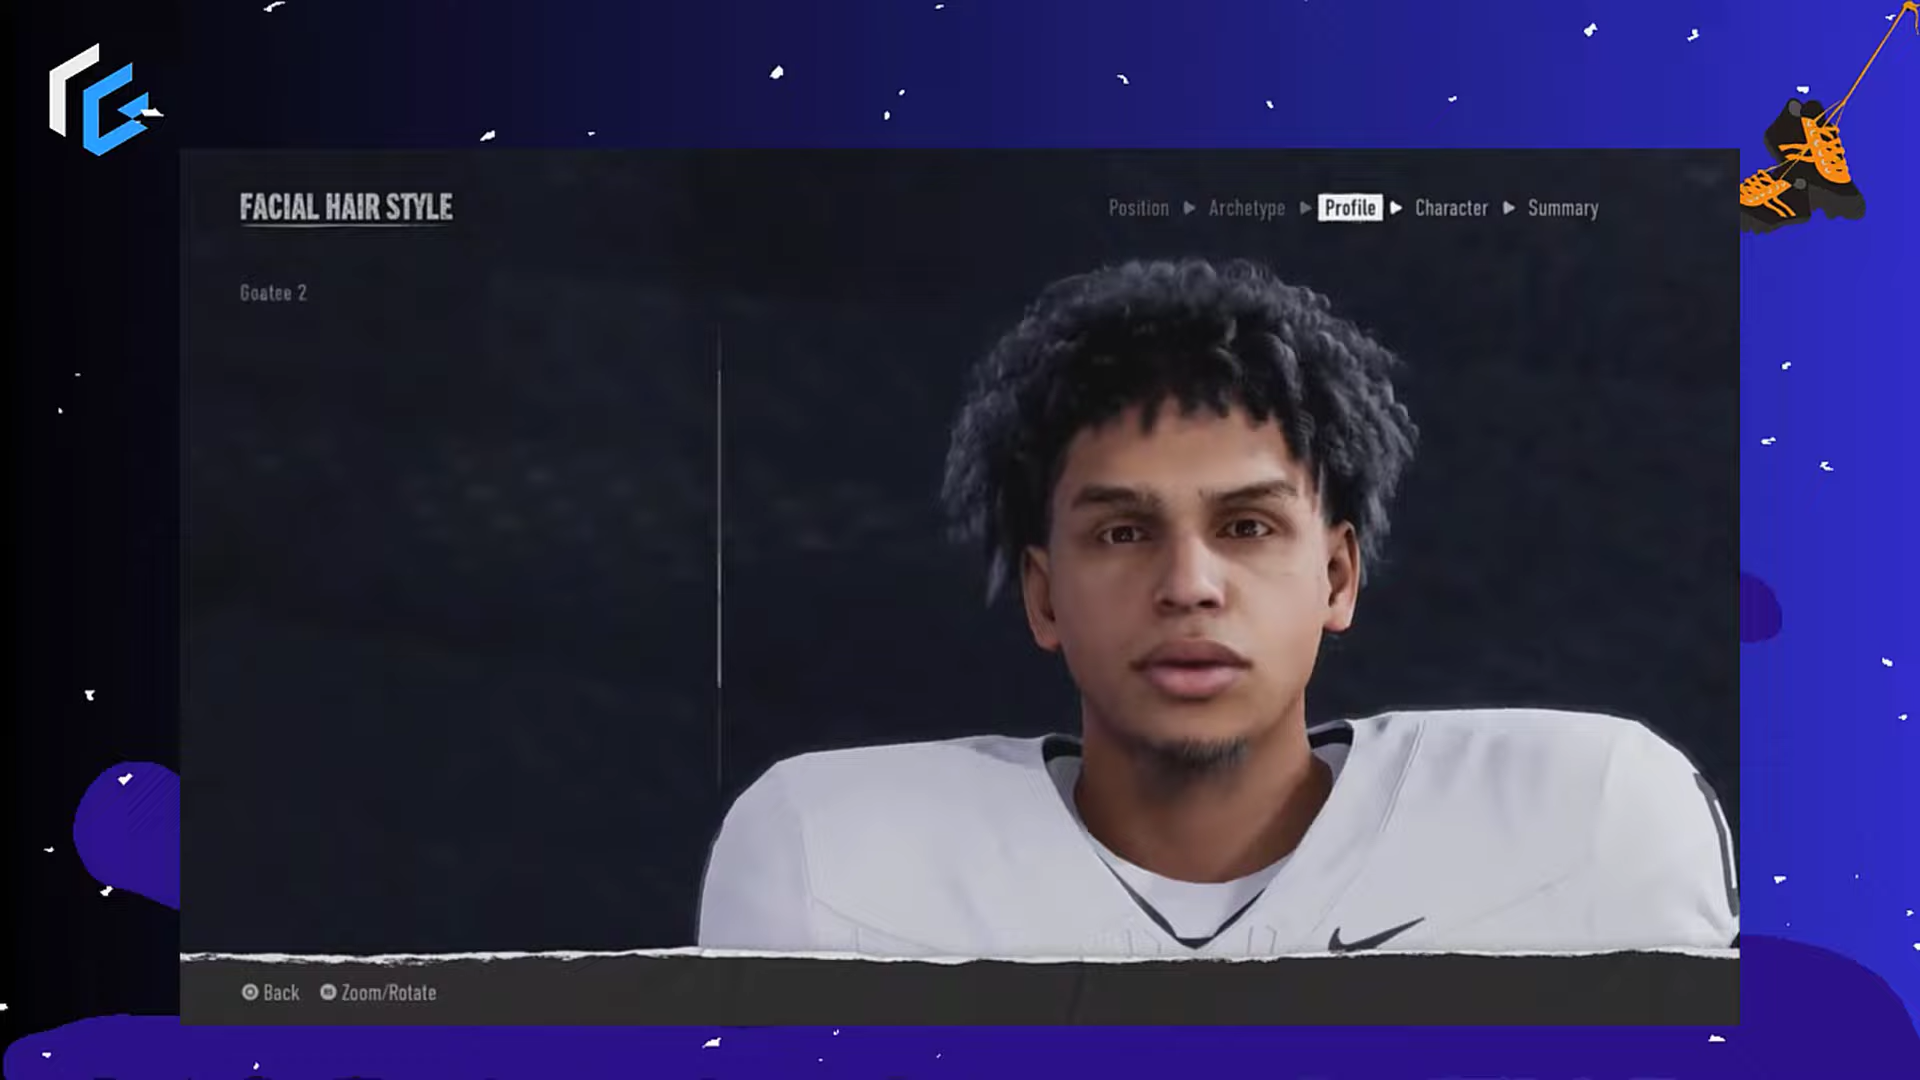 FACIAL HAIR STYLE
Position Archetype Profile Character Summary
Goatee 2
Back Zoom/Rotate